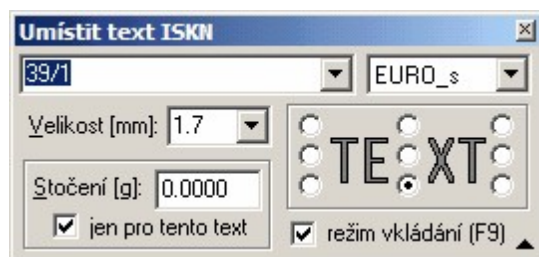 Umístit text ISKN
39/1 EURO_s
Velikost [mm]: 1.7
TEXT
Stočení [g]: 0.0000
jen pro tento text
režim vkládání (F9)